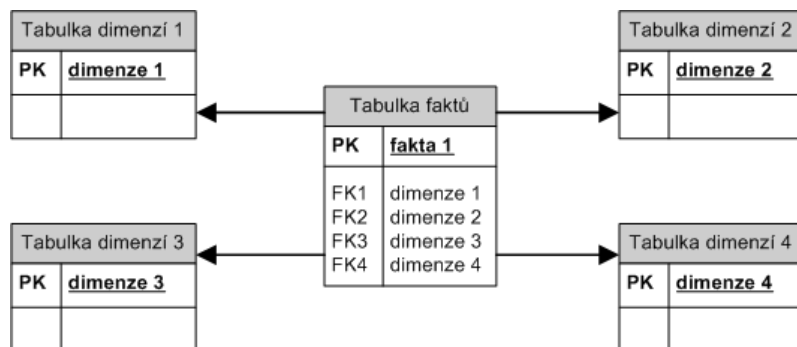 Tabulka dimenzí 1
PK dimenze 1
Tabulka dimenzí 2
PK dimenze 2
Tabulka faktů
PK fakta 1
FK1 dimenze 1
FK2 dimenze 2
FK3 dimenze 3
FK4 dimenze 4
Tabulka dimenzí 3
PK dimenze 3
Tabulka dimenzí 4
PK dimenze 4